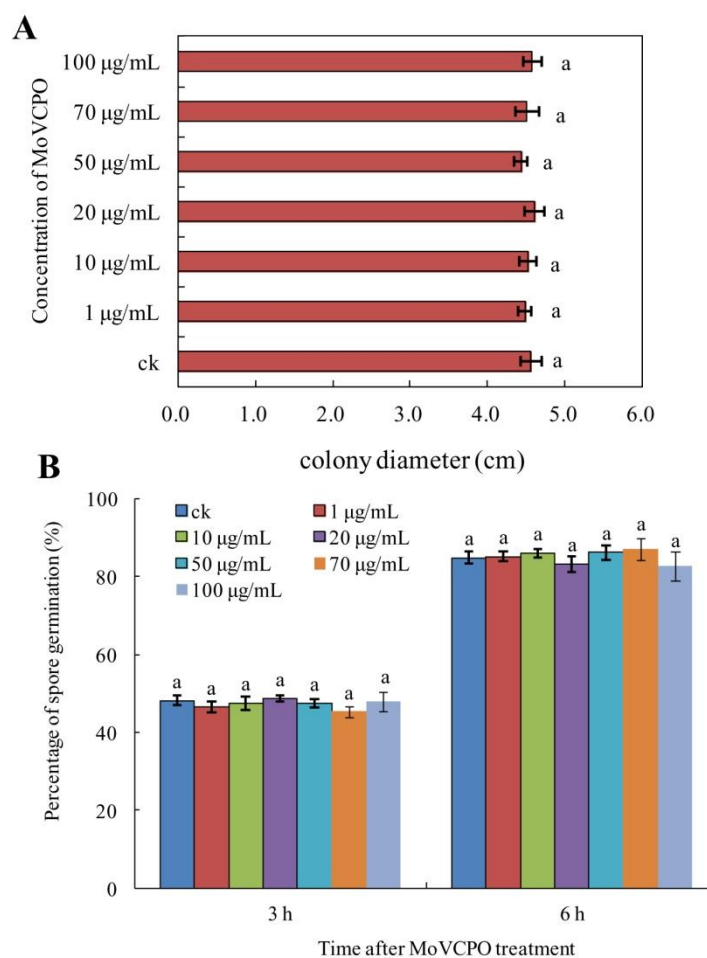 A
Concentration of MoVCPO
100 μg/mL
a
70 μg/mL
a
50 μg/mL
a
20 μg/mL
a
10 μg/mL
a
1 μg/mL
a
ck
a
0.0 1.0 2.0 3.0 4.0 5.0 6.0
colony diameter (cm)
B
Percentage of spore germination (%)
100
80
60
40
20
0
ck 1 μg/mL
10 μg/mL 20 μg/mL
50 μg/mL 70 μg/mL
100 μg/mL
a a a a a a a
a a a a a a a
3 h 6 h
Time after MoVCPO treatment